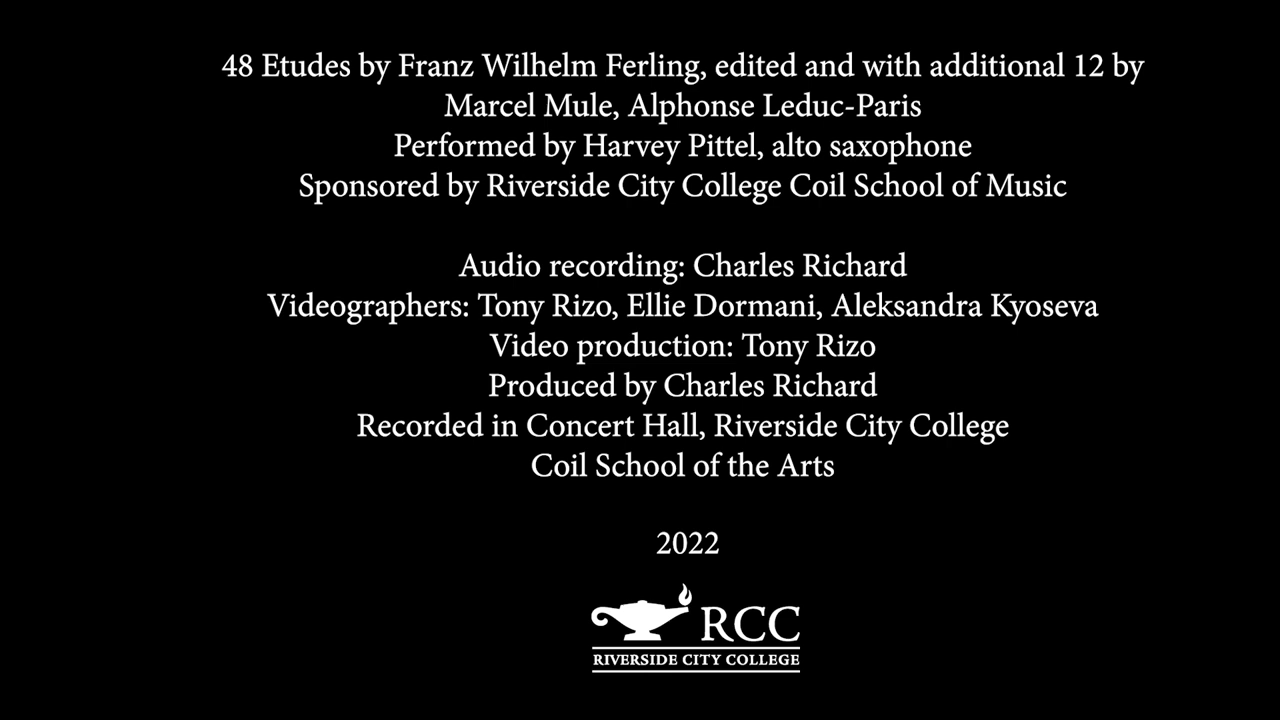 48 Etudes by Franz Wilhelm Ferling, edited and with additional 12 by
Marcel Mule, Alphonse Leduc-Paris
Performed by Harvey Pittel, alto saxophone
Sponsored by Riverside City College Coil School of Music
Audio recording: Charles Richard
Videographers: Tony Rizo, Ellie Dormani, Aleksandra Kyoseva
Video production: Tony Rizo
Produced by Charles Richard
Recorded in Concert Hall, Riverside City College
Coil School of the Arts
2022
RCC
RIVERSIDE CITY COLLEGE